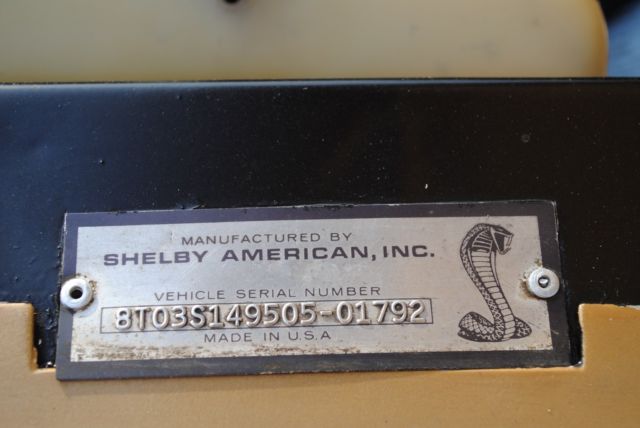 MANUFACTURED BY
SHELBY AMERICAN, INC.
VEHICLE SERIAL NUMBER
8T03S149505-01792
MADE IN U.S.A